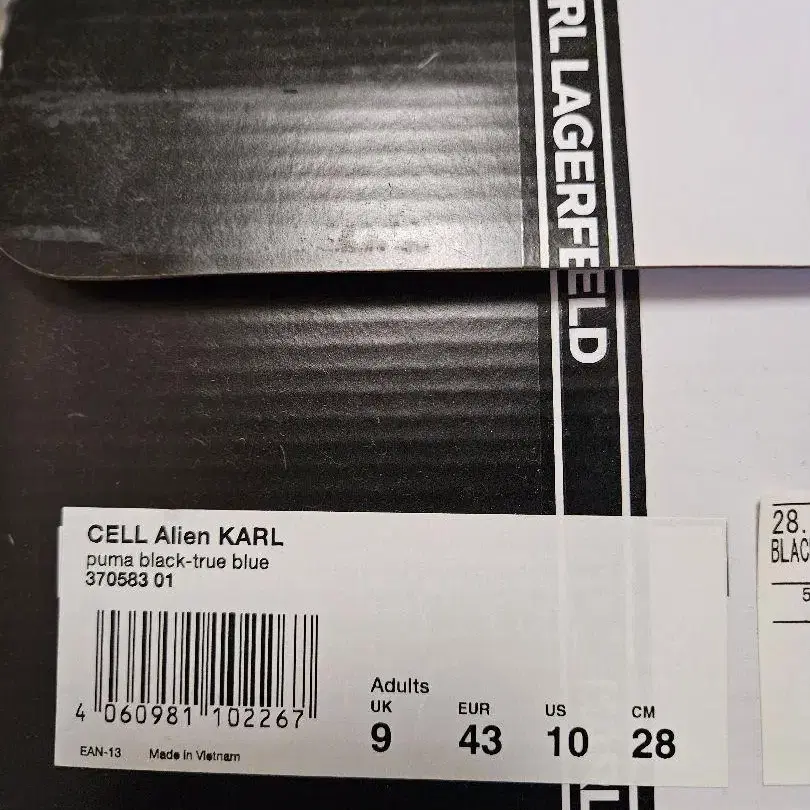 RL LAGERFELD
CELL Alien KARL
puma black-true blue
370583 01
4 060981 102267
EAN-13 Made in Vietnam
Adults
UK EUR US CM
9 43 10 28
28.
BLAC
5